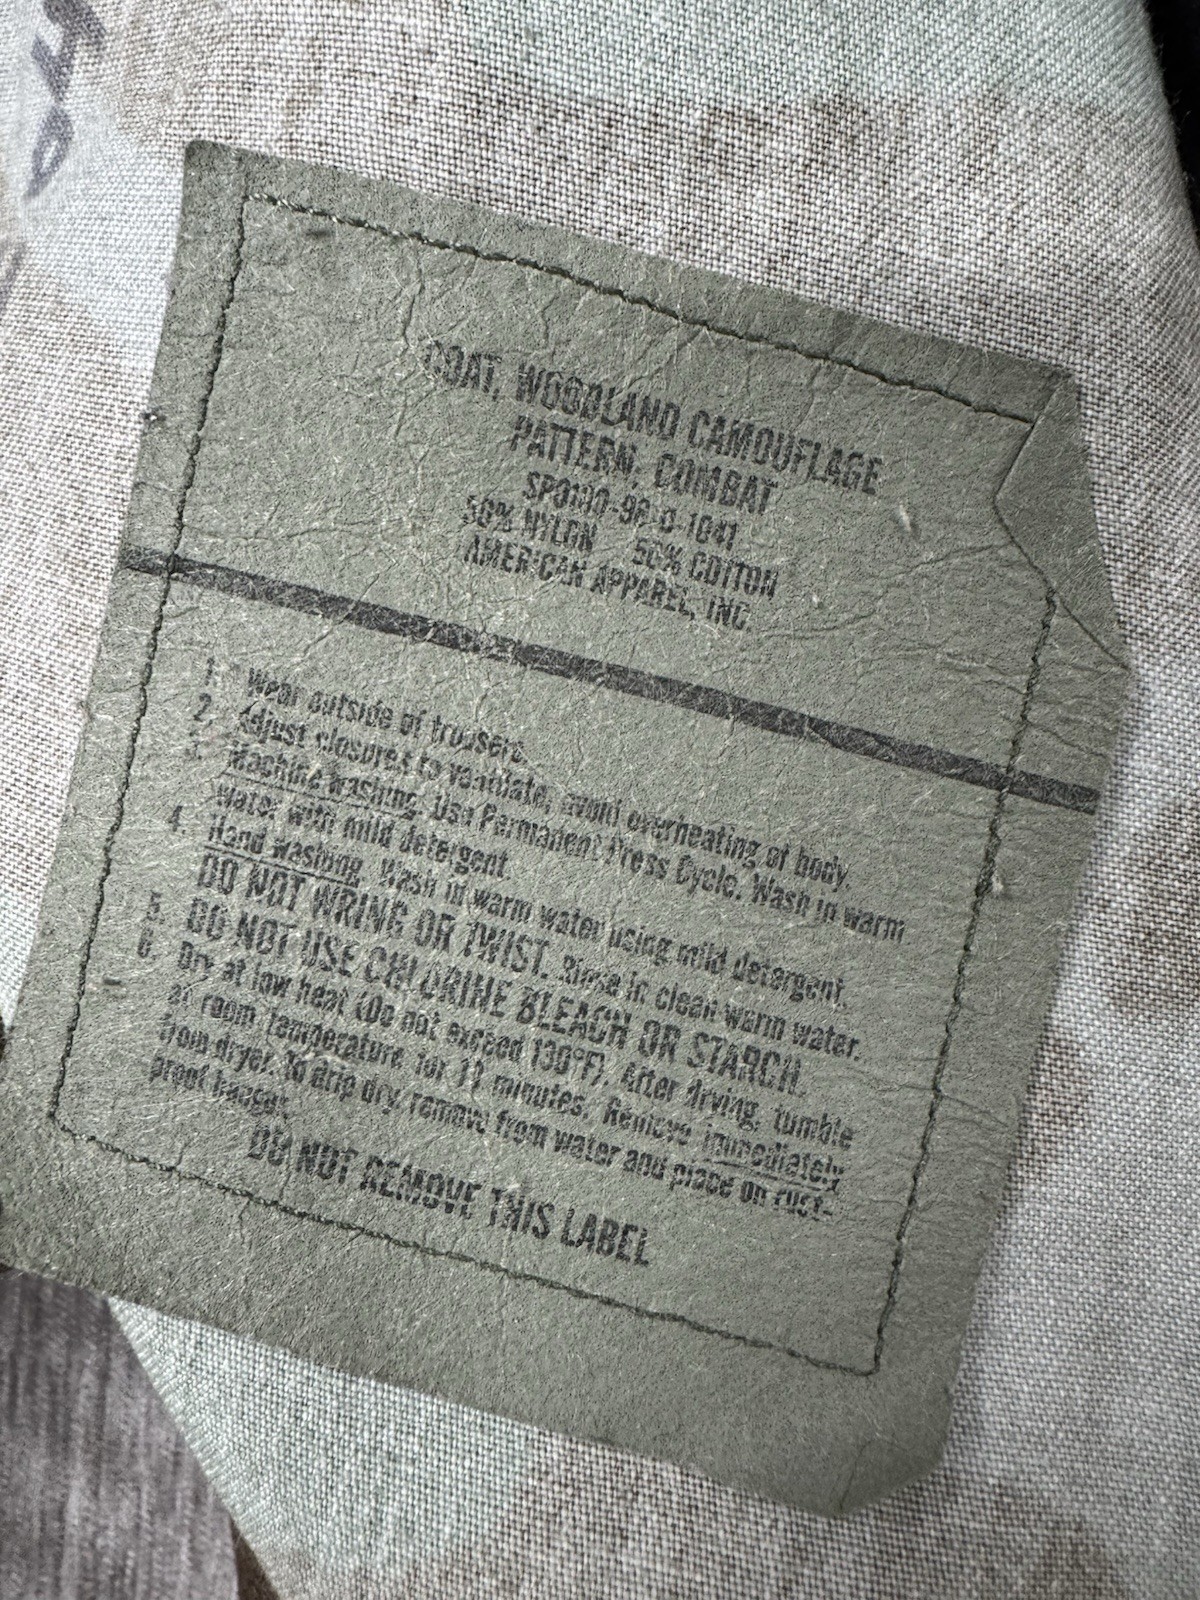 COAT, WOODLAND CAMOUFLAGE
PATTERN, COMBAT
50% NYLON 50% COTTON
AMERICAN APPAREL, INC.
1. Wear outside of trousers.
2. Adjust closures to ventilate, avoid overheating of body.
3. Machine washing. Use Permanent Press Cycle. Wash in warm
water with mild detergent.
4. Hand washing. Wash in warm water using mild detergent.
DO NOT WRING OR TWIST. Rinse in clean warm water.
5. DO NOT USE CHLORINE BLEACH OR STARCH.
6. Dry at low heat (Do not exceed 130°F). After drying, tumble
at room temperature for 10 minutes. Remove immediately
from dryer. To drip dry, remove from water and place on rust-
proof hanger.
DO NOT REMOVE THIS LABEL